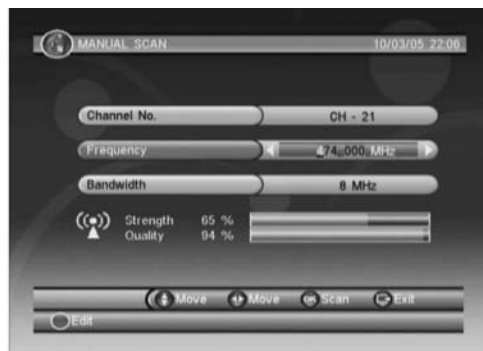 MANUAL SCAN 10/03/05 22:06
Channel No. CH - 21
Frequency 474.000 MHz
Bandwidth 8 MHz
Strength 65 %
Quality 94 %
Move Move OK Scan Exit
Edit